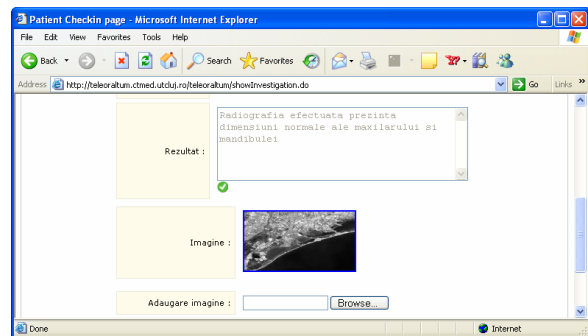 Patient Checkin page - Microsoft Internet Explorer
File Edit View Favorites Tools Help
Back Search Favorites
Address http://teleoraltum.ctmed.utcluj.ro/teleoraltum/showInvestigation.do Go Links »
Rezultat :
Radiografia efectuata prezinta
dimensiuni normale ale maxilarului si
mandibulei
Imagine :
Adaugare imagine : Browse...
Done Internet